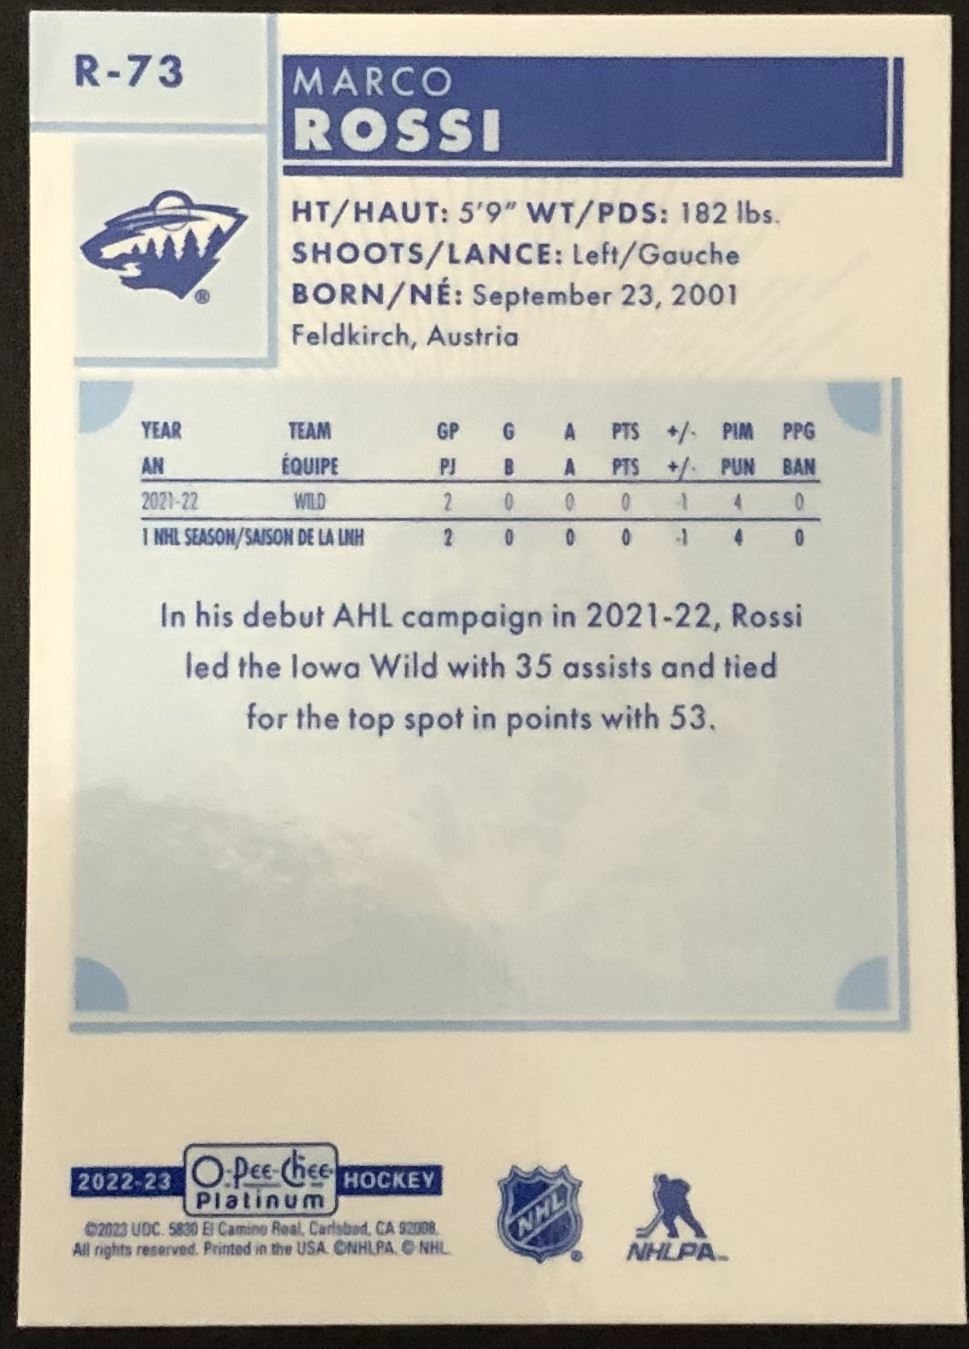 R-73
MARCO
ROSSI
HT/HAUT: 5'9" WT/PDS: 182 lbs.
SHOOTS/LANCE: Left/Gauche
BORN/NÉ: September 23, 2001
Feldkirch, Austria
®
YEAR TEAM GP G A PTS +/- PIM PPG
AN ÉQUIPE PJ B A PTS +/- PUN BAN
2021-22 WILD 2 0 0 0 -1 4 0
1 NHL SEASON/SAISON DE LA LNH 2 0 0 0 -1 4 0
In his debut AHL campaign in 2021-22, Rossi
led the Iowa Wild with 35 assists and tied
for the top spot in points with 53.
2022-23 O-Pee-Chee HOCKEY
Platinum
©2023 UDC. 5830 El Camino Real, Carlsbad, CA 92008.
All rights reserved. Printed in the USA. ©NHLPA. © NHL.
NHL ®
NHLPA™